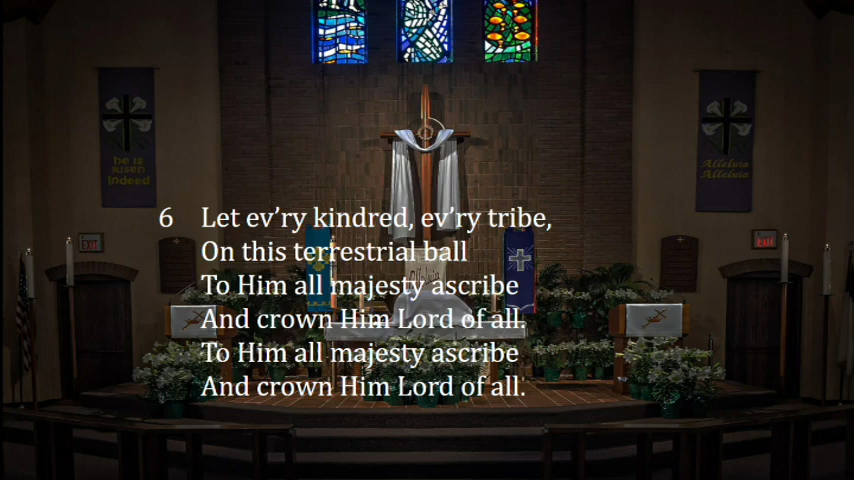 he is
risen
indeed
Alleluia
Alleluia
EXIT
EXIT
Alleluia
6 Let ev’ry kindred, ev’ry tribe,
On this terrestrial ball
To Him all majesty ascribe
And crown Him Lord of all.
To Him all majesty ascribe
And crown Him Lord of all.